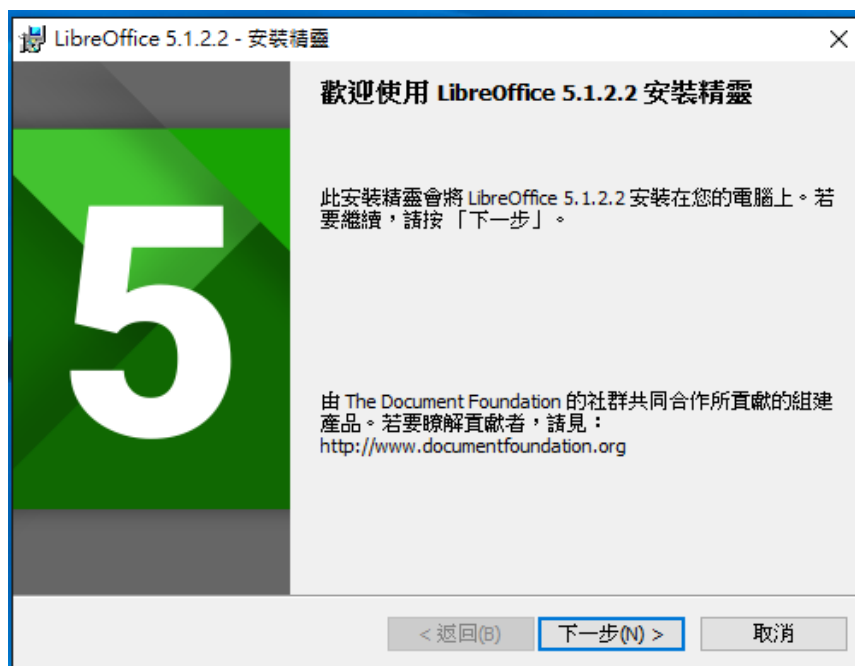 LibreOffice 5.1.2.2 - 安裝精靈
歡迎使用 LibreOffice 5.1.2.2 安裝精靈
此安裝精靈會將 LibreOffice 5.1.2.2 安裝在您的電腦上。若
要繼續，請按「下一步」。
5
由 The Document Foundation 的社群共同合作所貢獻的組建
產品。若要瞭解貢獻者，請見：
http://www.documentfoundation.org
< 返回(B)
下一步(N) >
取消